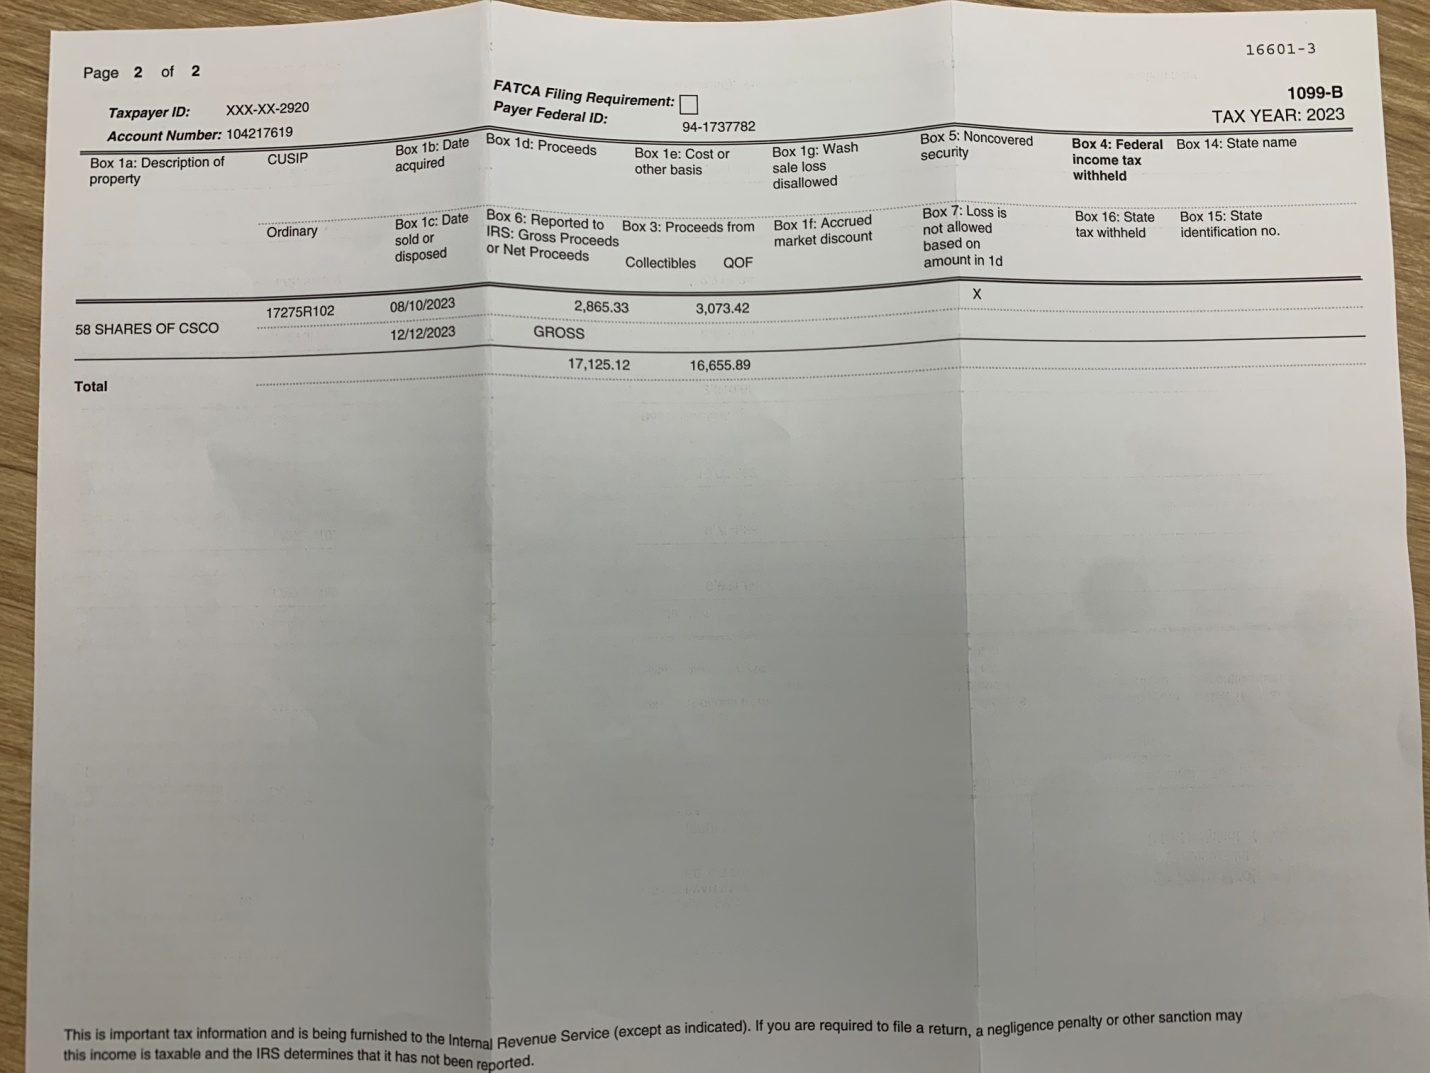 16601-3
Page 2 of 2
1099-B
TAX YEAR: 2023
Taxpayer ID: XXX-XX-2920
Account Number: 104217619
FATCA Filing Requirement:
Payer Federal ID: 94-1737782
Box 1a: Description of property
CUSIP
Box 1b: Date acquired
Box 1d: Proceeds
Box 1e: Cost or other basis
Box 1g: Wash sale loss disallowed
Box 5: Noncovered security
Box 4: Federal income tax withheld
Box 14: State name
Ordinary
Box 1c: Date sold or disposed
Box 6: Reported to IRS: Gross Proceeds or Net Proceeds
Box 3: Proceeds from
Collectibles QOF
Box 1f: Accrued market discount
Box 7: Loss is not allowed based on amount in 1d
Box 16: State tax withheld
Box 15: State identification no.
58 SHARES OF CSCO
17275R102 08/10/2023 2,865.33 3,073.42 X
12/12/2023 GROSS
Total 17,125.12 16,655.89
This is important tax information and is being furnished to the Internal Revenue Service (except as indicated). If you are required to file a return, a negligence penalty or other sanction may
this income is taxable and the IRS determines that it has not been reported.